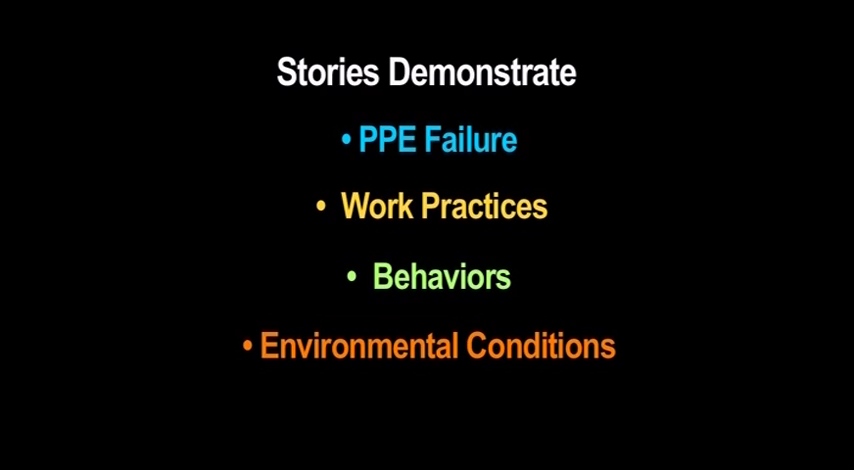 Stories Demonstrate
• PPE Failure
• Work Practices
• Behaviors
• Environmental Conditions